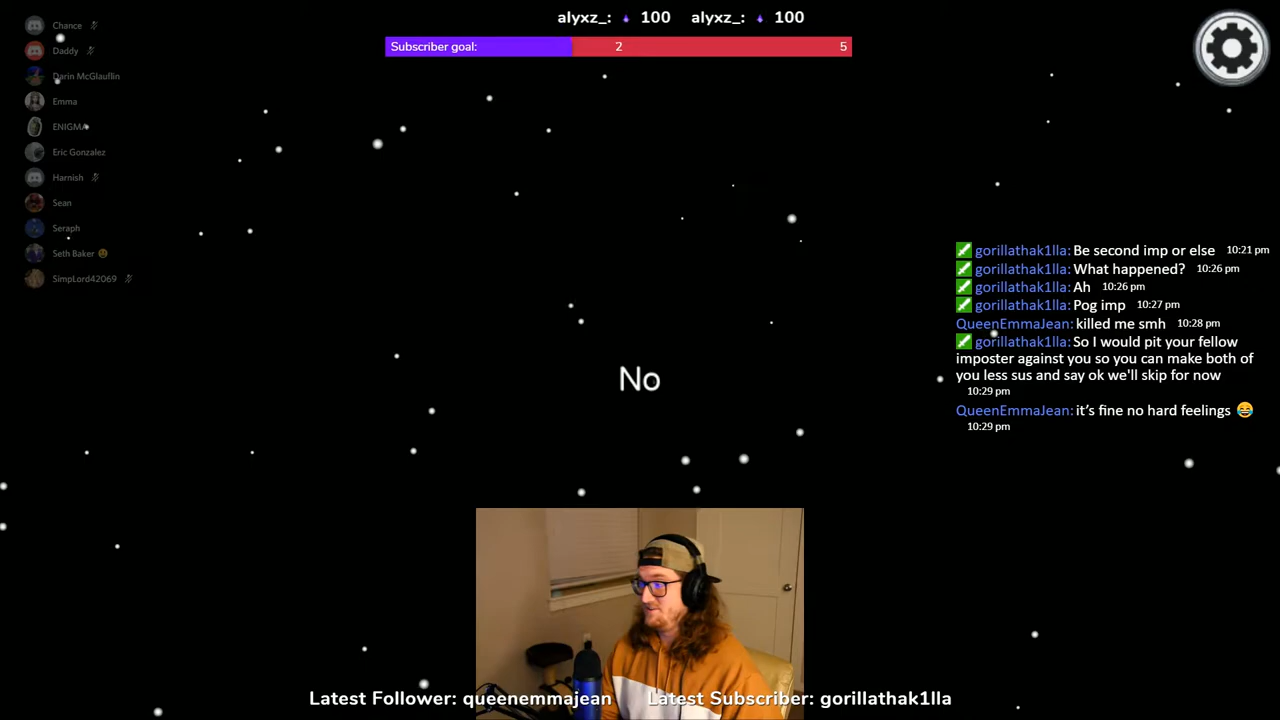 alyxz_: 100 alyxz_: 100
Subscriber goal: 2 5
Chance
Daddy
Darin McGlauflin
Emma
ENIGMA
Eric Gonzalez
Harnish
Sean
Seraph
Seth Baker
SimpLord42069
gorillathak1lla: Be second imp or else 10:21 pm
gorillathak1lla: What happened? 10:26 pm
gorillathak1lla: Ah 10:26 pm
gorillathak1lla: Pog imp 10:27 pm
QueenEmmaJean: killed me smh 10:28 pm
gorillathak1lla: So I would pit your fellow
imposter against you so you can make both of
you less sus and say ok we'll skip for now
10:29 pm
QueenEmmaJean: it's fine no hard feelings 😂
10:29 pm
No
Latest Follower: queenemmajean Latest Subscriber: gorillathak1lla